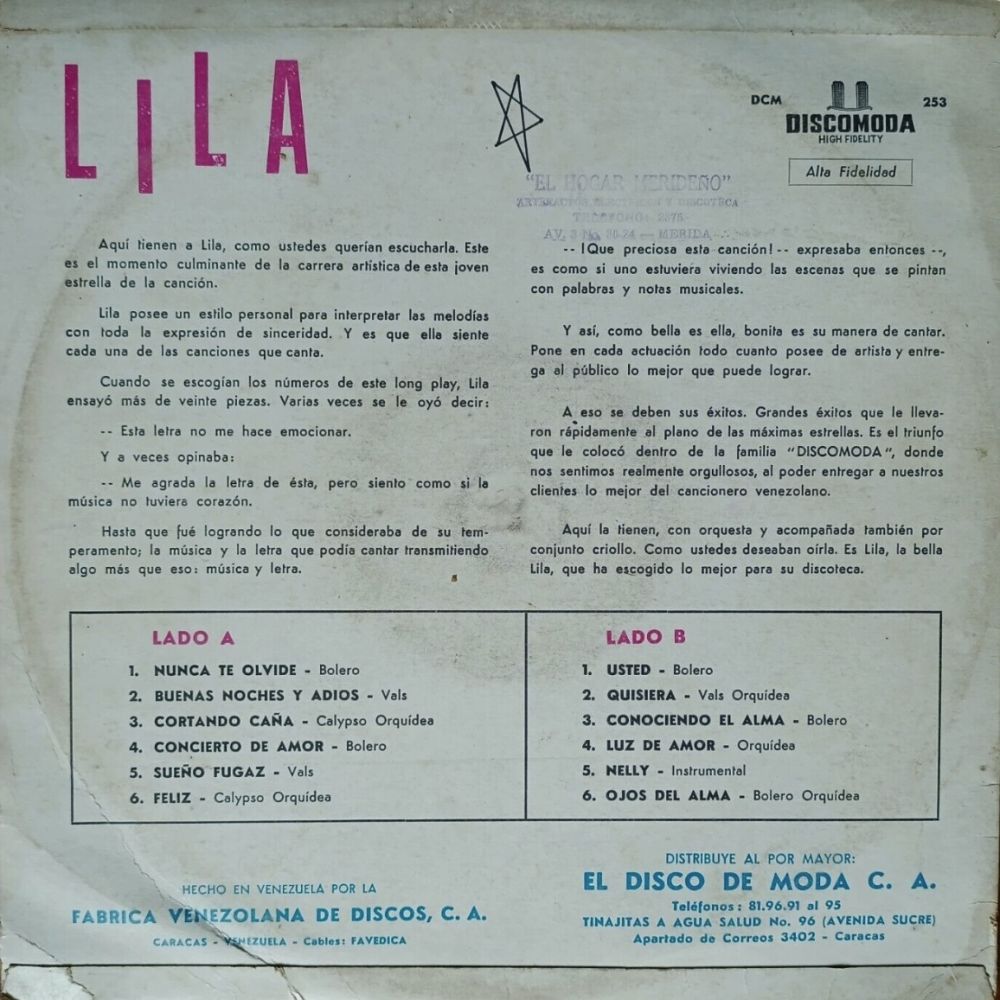 LILA
DCM
253
DISCOMODA
HIGH FIDELITY
Alta Fidelidad
"EL HOGAR MERIDEÑO"
ARTEFACTOS ELECTRICOS Y DISCOTECA
TELEFONO: 2375
AV. 3 No. 30-24 — MERIDA
Aquí tienen a Lila, como ustedes querían escucharla. Este
es el momento culminante de la carrera artística de esta joven
estrella de la canción.
Lila posee un estilo personal para interpretar las melodías
con toda la expresión de sinceridad. Y es que ella siente
cada una de las canciones que canta.
Cuando se escogían los números de este long play, Lila
ensayó más de veinte piezas. Varias veces se le oyó decir:
-- Esta letra no me hace emocionar.
Y a veces opinaba:
-- Me agrada la letra de ésta, pero siento como si la
música no tuviera corazón.
Hasta que fué logrando lo que consideraba de su tem-
peramento; la música y la letra que podía cantar transmitiendo
algo más que eso: música y letra.
-- !Que preciosa esta canción! -- expresaba entonces --,
es como si uno estuviera viviendo las escenas que se pintan
con palabras y notas musicales.
Y así, como bella es ella, bonita es su manera de cantar.
Pone en cada actuación todo cuanto posee de artista y entre-
ga al público lo mejor que puede lograr.
A eso se deben sus éxitos. Grandes éxitos que le lleva-
ron rápidamente al plano de las máximas estrellas. Es el triunfo
que le colocó dentro de la familia "DISCOMODA", donde
nos sentimos realmente orgullosos, al poder entregar a nuestros
clientes lo mejor del cancionero venezolano.
Aquí la tienen, con orquesta y acompañada también por
conjunto criollo. Como ustedes deseaban oírla. Es Lila, la bella
Lila, que ha escogido lo mejor para su discoteca.
LADO A
1. NUNCA TE OLVIDE - Bolero
2. BUENAS NOCHES Y ADIOS - Vals
3. CORTANDO CAÑA - Calypso Orquídea
4. CONCIERTO DE AMOR - Bolero
5. SUEÑO FUGAZ - Vals
6. FELIZ - Calypso Orquídea
LADO B
1. USTED - Bolero
2. QUISIERA - Vals Orquídea
3. CONOCIENDO EL ALMA - Bolero
4. LUZ DE AMOR - Orquídea
5. NELLY - Instrumental
6. OJOS DEL ALMA - Bolero Orquídea
HECHO EN VENEZUELA POR LA
FABRICA VENEZOLANA DE DISCOS, C. A.
CARACAS - VENEZUELA - Cables: FAVEDICA
DISTRIBUYE AL POR MAYOR:
EL DISCO DE MODA C. A.
Teléfonos: 81.96.91 al 95
TINAJITAS A AGUA SALUD No. 96 (AVENIDA SUCRE)
Apartado de Correos 3402 - Caracas